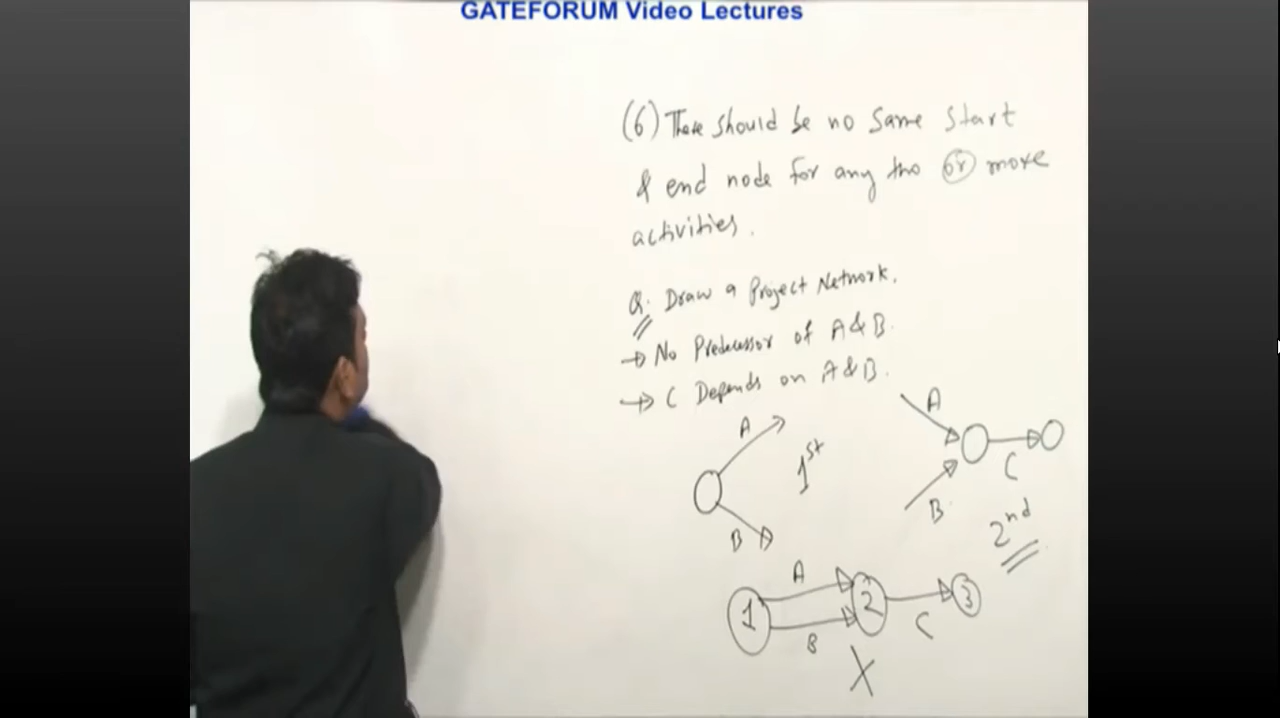 GATEFORUM Video Lectures
(6) There should be no same start
& end node for any two or more
activities.
Q. Draw a Project Network.
→ No Predecessor of A & B.
→ C Depends on A & B.
A
B
1st
A
B
C
2nd
1
A
B
2
C
3
X